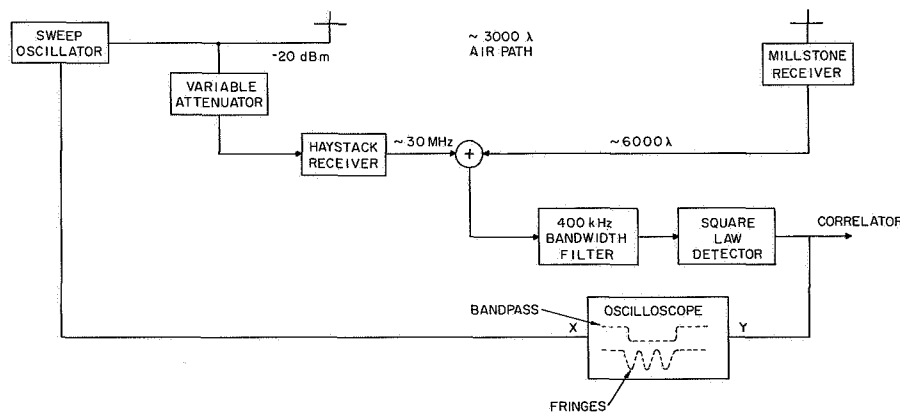 SWEEP
OSCILLATOR
-20 dBm
~ 3000 λ
AIR PATH
MILLSTONE
RECEIVER
VARIABLE
ATTENUATOR
HAYSTACK
RECEIVER
~30 MHz
+
~6000 λ
400 kHz
BANDWIDTH
FILTER
SQUARE
LAW
DETECTOR
CORRELATOR
BANDPASS
OSCILLOSCOPE
X
Y
FRINGES